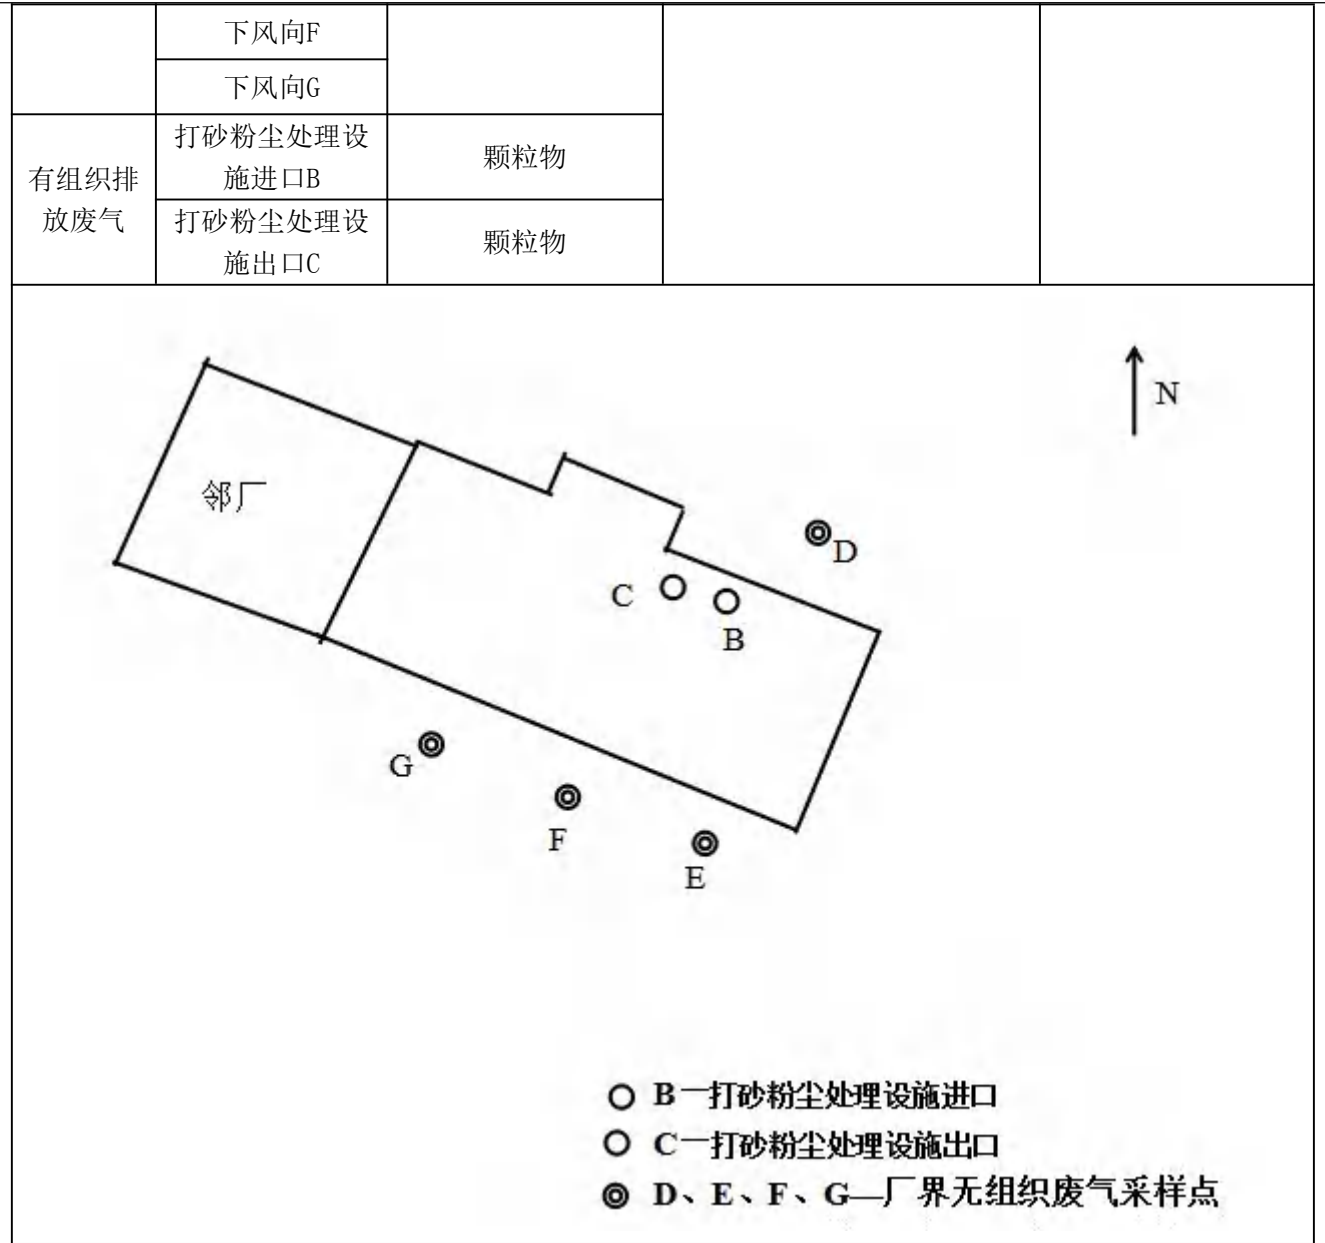 下风向F
下风向G
有组织排
放废气
打砂粉尘处理设
施进口B
颗粒物
打砂粉尘处理设
施出口C
颗粒物
N
邻厂
D
C
B
G
F
E
B一打砂粉尘处理设施进口
C一打砂粉尘处理设施出口
D、E、F、G—厂界无组织废气采样点